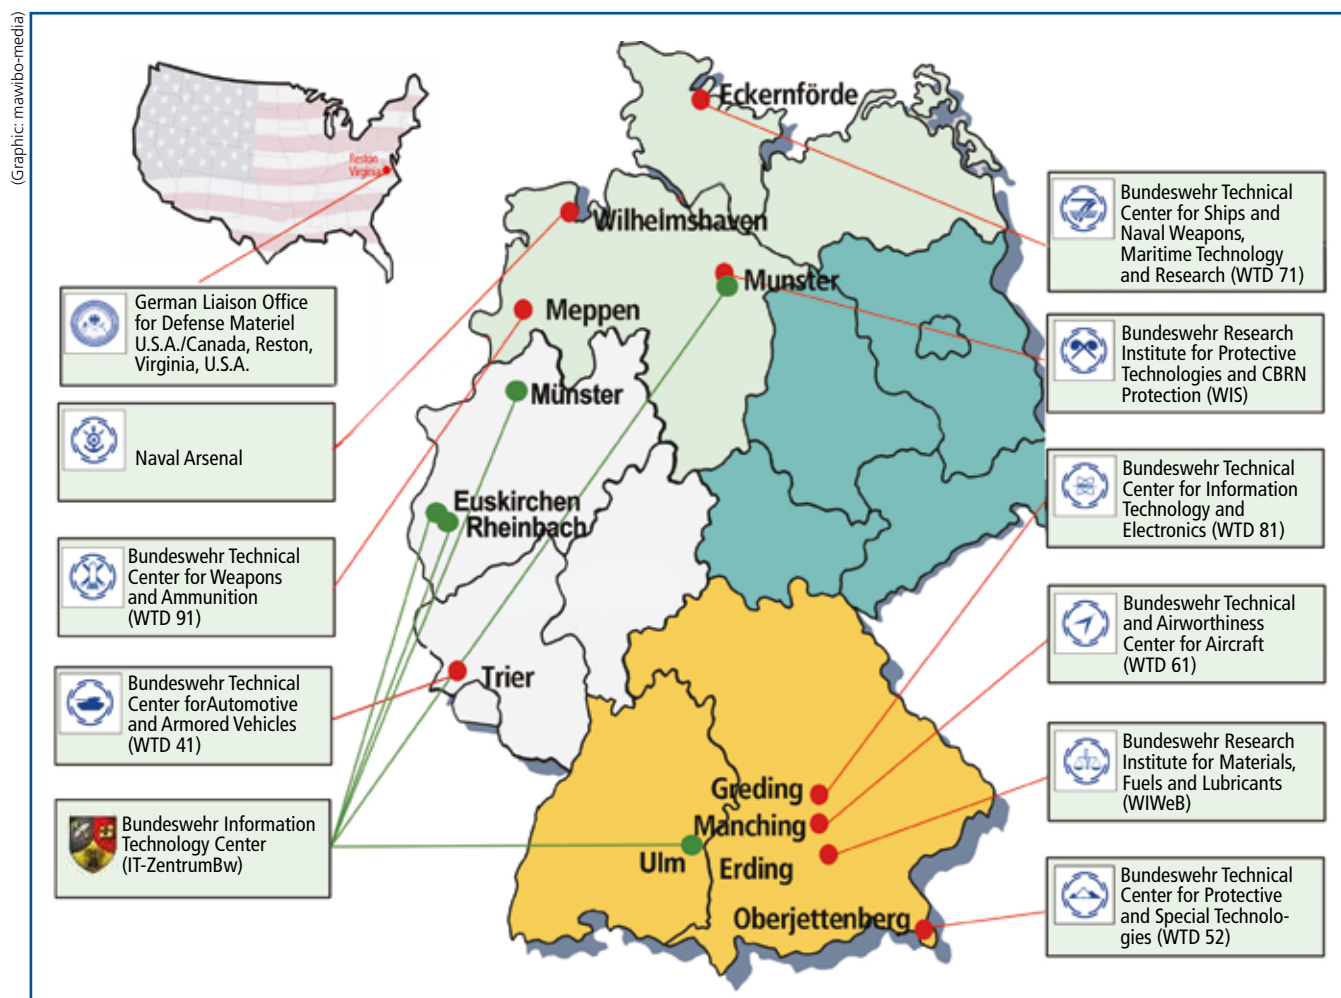 (Graphic: mawibo-media)
Reston
Virginia
German Liaison Office
for Defense Materiel
U.S.A./Canada, Reston,
Virginia, U.S.A.
Naval Arsenal
Bundeswehr Technical
Center for Weapons
and Ammunition
(WTD 91)
Bundeswehr Technical
Center forAutomotive
and Armored Vehicles
(WTD 41)
Bundeswehr Information
Technology Center
(IT-ZentrumBw)
Eckernförde
Wilhelmshaven
Munster
Meppen
Münster
Euskirchen
Rheinbach
Trier
Greding
Manching
Ulm
Erding
Oberjettenberg
Bundeswehr Technical
Center for Ships and
Naval Weapons,
Maritime Technology
and Research (WTD 71)
Bundeswehr Research
Institute for Protective
Technologies and CBRN
Protection (WIS)
Bundeswehr Technical
Center for Information
Technology and
Electronics (WTD 81)
Bundeswehr Technical
and Airworthiness
Center for Aircraft
(WTD 61)
Bundeswehr Research
Institute for Materials,
Fuels and Lubricants
(WIWeB)
Bundeswehr Technical
Center for Protective
and Special Technolo-
gies (WTD 52)